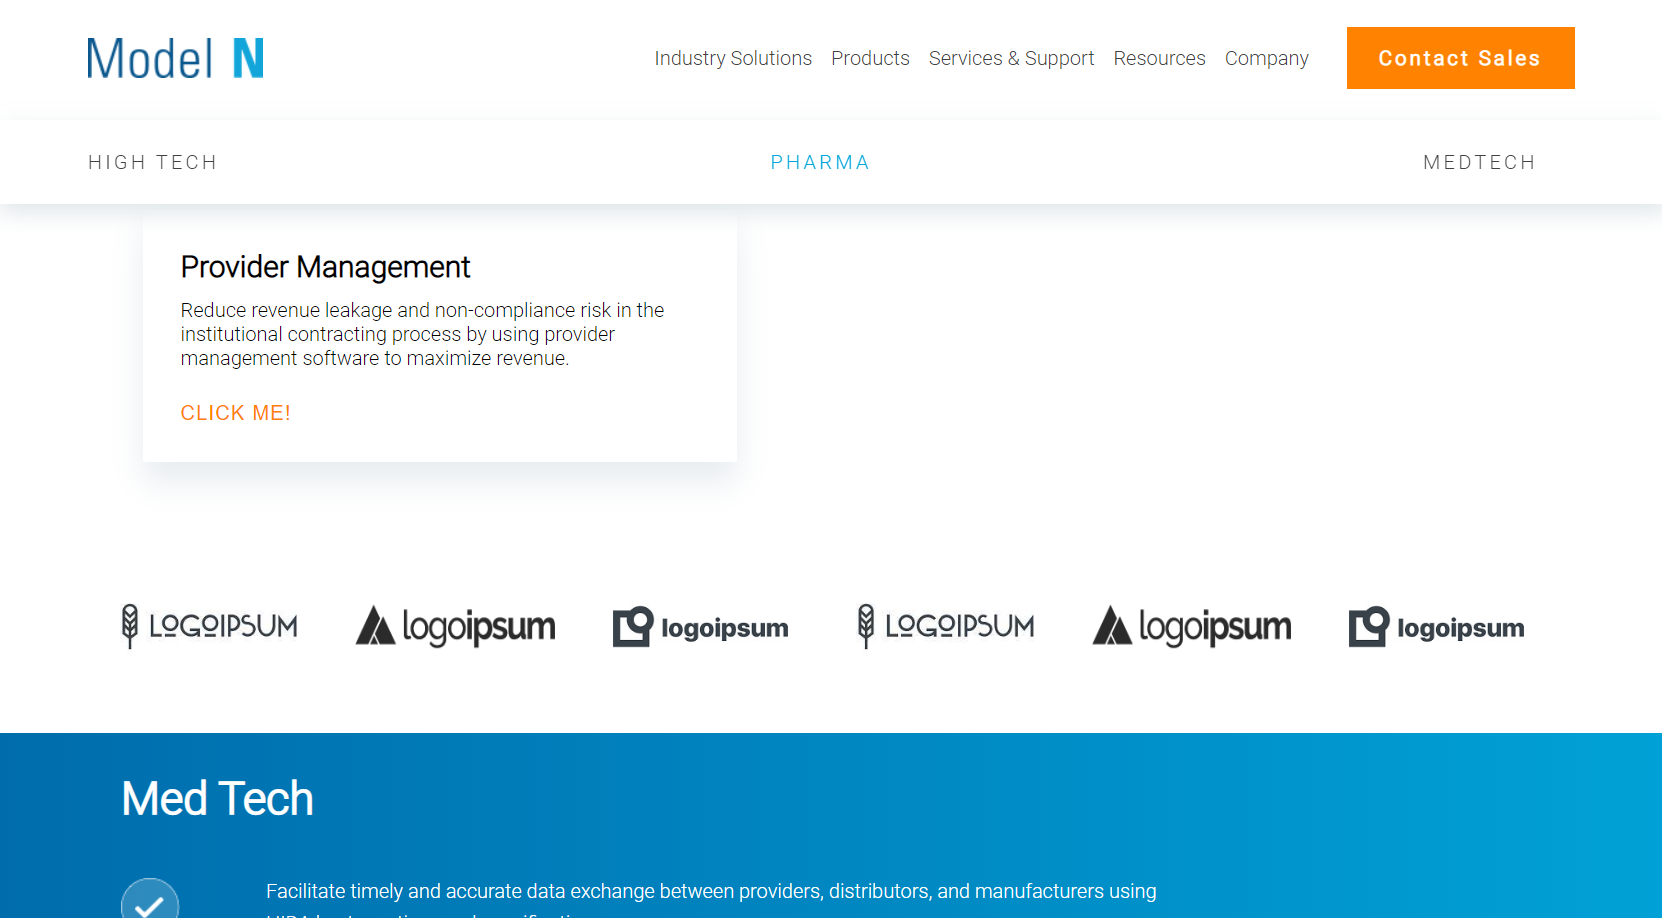 Model N
Industry Solutions Products Services & Support Resources Company Contact Sales
HIGH TECH PHARMA MEDTECH
Provider Management
Reduce revenue leakage and non-compliance risk in the
institutional contracting process by using provider
management software to maximize revenue.
CLICK ME!
LOGOIPSUM logoipsum logoipsum LOGOIPSUM logoipsum logoipsum
Med Tech
Facilitate timely and accurate data exchange between providers, distributors, and manufacturers using